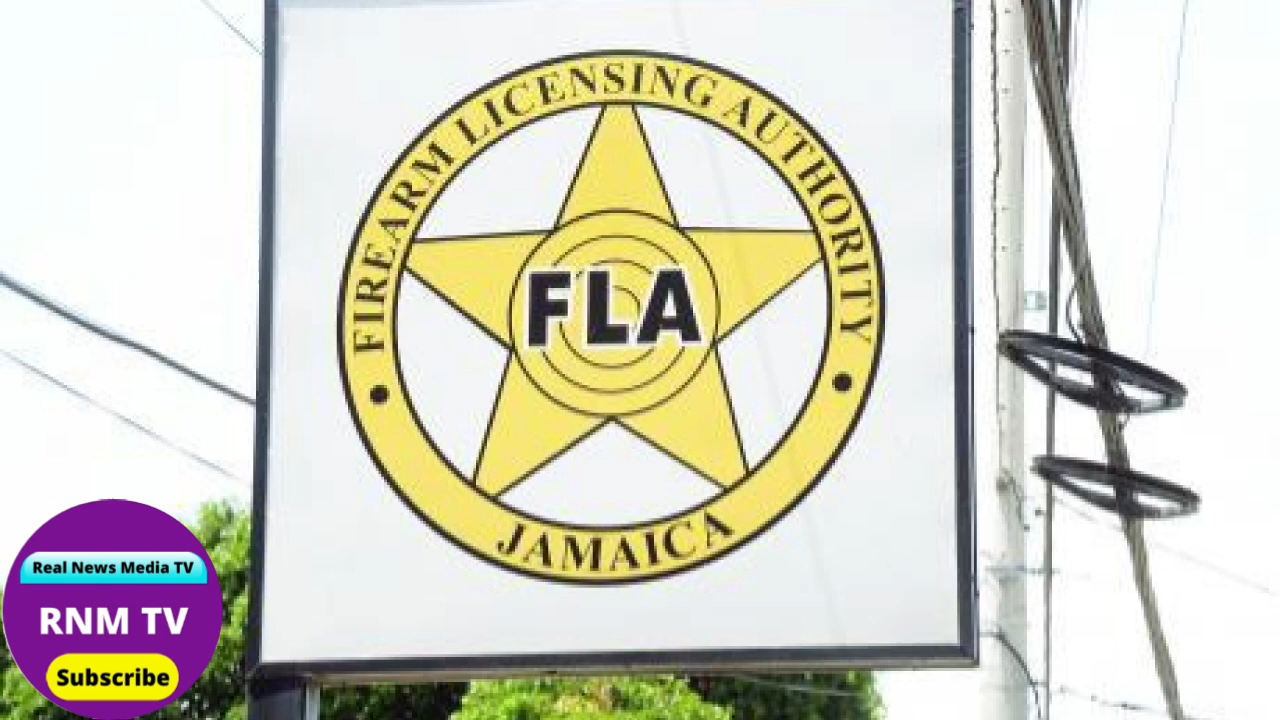 FIREARM LICENSING AUTHORITY
FLA
JAMAICA
Real News Media TV
RNM TV
Subscribe